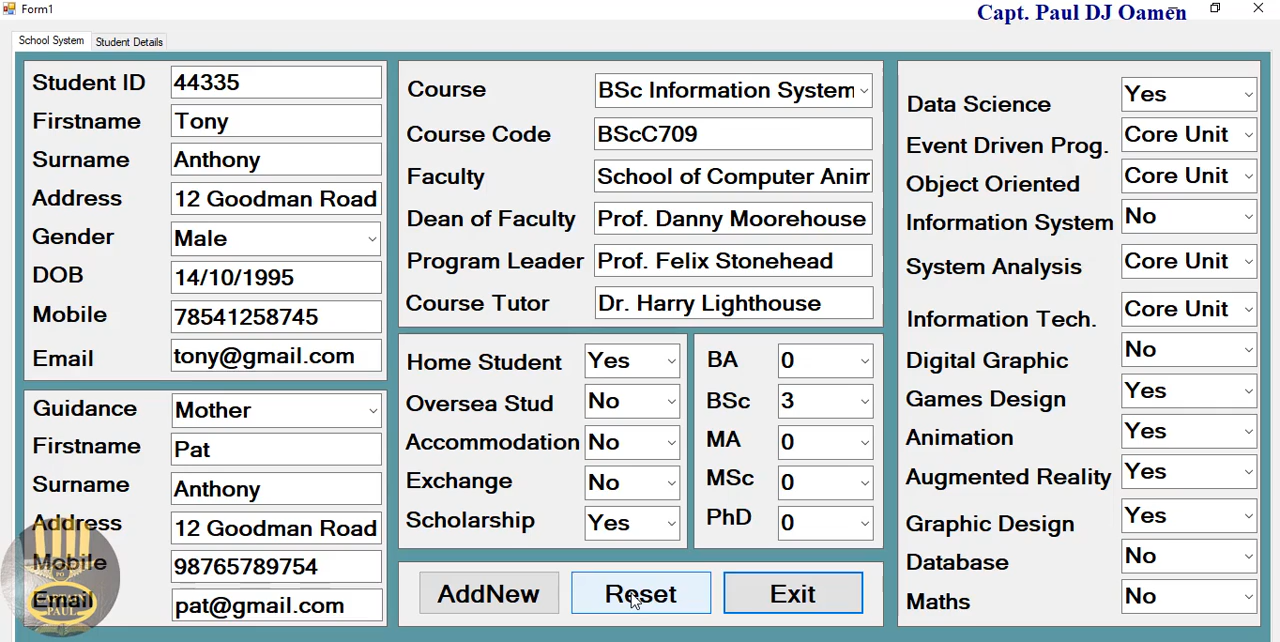 Form1
Capt. Paul DJ Oamen
School System Student Details
Student ID 44335
Firstname Tony
Surname Anthony
Address 12 Goodman Road
Gender Male
DOB 14/10/1995
Mobile 78541258745
Email tony@gmail.com
Guidance Mother
Firstname Pat
Surname Anthony
Address 12 Goodman Road
Mobile 98765789754
Email pat@gmail.com
Course BSc Information System
Course Code BScC709
Faculty School of Computer Anim
Dean of Faculty Prof. Danny Moorehouse
Program Leader Prof. Felix Stonehead
Course Tutor Dr. Harry Lighthouse
Home Student Yes
Oversea Stud No
Accommodation No
Exchange No
Scholarship Yes
BA 0
BSc 3
MA 0
MSc 0
PhD 0
AddNew Reset Exit
Data Science Yes
Event Driven Prog. Core Unit
Object Oriented Core Unit
Information System No
System Analysis Core Unit
Information Tech. Core Unit
Digital Graphic No
Games Design Yes
Animation Yes
Augmented Reality Yes
Graphic Design Yes
Database No
Maths No